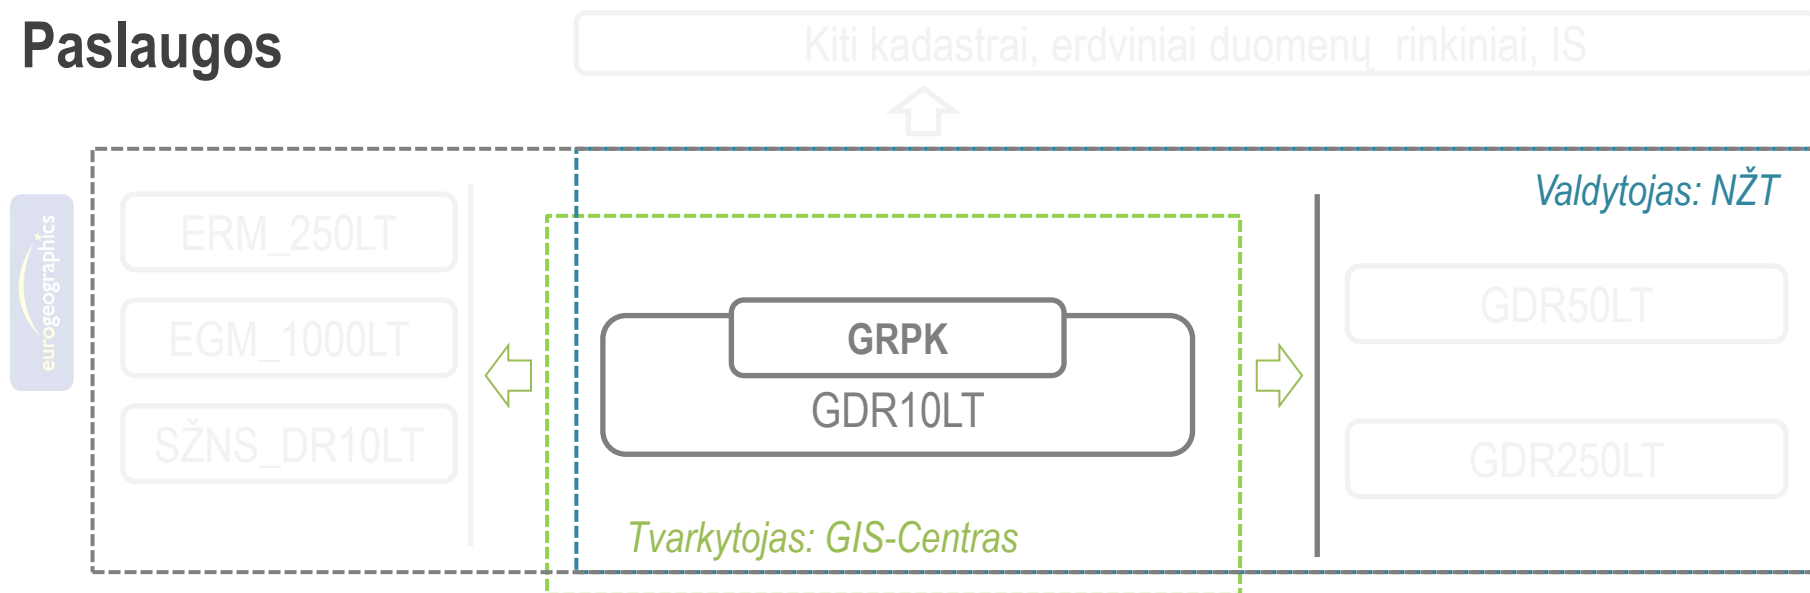 Paslaugos
Kiti kadastrai, erdviniai duomenų rinkiniai, IS
Valdytojas: NŽT
eurogeographics
ERM_250LT
EGM_1000LT
SŽNS_DR10LT
GRPK
GDR10LT
GDR50LT
GDR250LT
Tvarkytojas: GIS-Centras